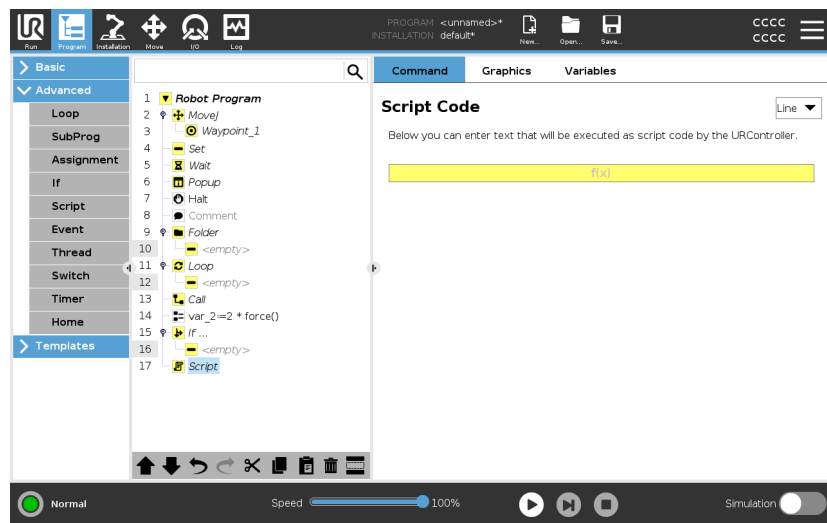 UR
Run
Program
Installation
Move
I/O
Log
PROGRAM <unnamed>*
INSTALLATION default*
New...
Open...
Save...
cccc
cccc
Basic
Advanced
Loop
SubProg
Assignment
If
Script
Event
Thread
Switch
Timer
Home
Templates
1 Robot Program
2 MoveJ
3 Waypoint_1
4 Set
5 Wait
6 Popup
7 Halt
8 Comment
9 Folder
10 <empty>
11 Loop
12 <empty>
13 Call
14 var_2:=2 * force()
15 If ...
16 <empty>
17 Script
Command Graphics Variables
Script Code
Line
Below you can enter text that will be executed as script code by the URController.
f(x)
Normal
Speed 100%
Simulation